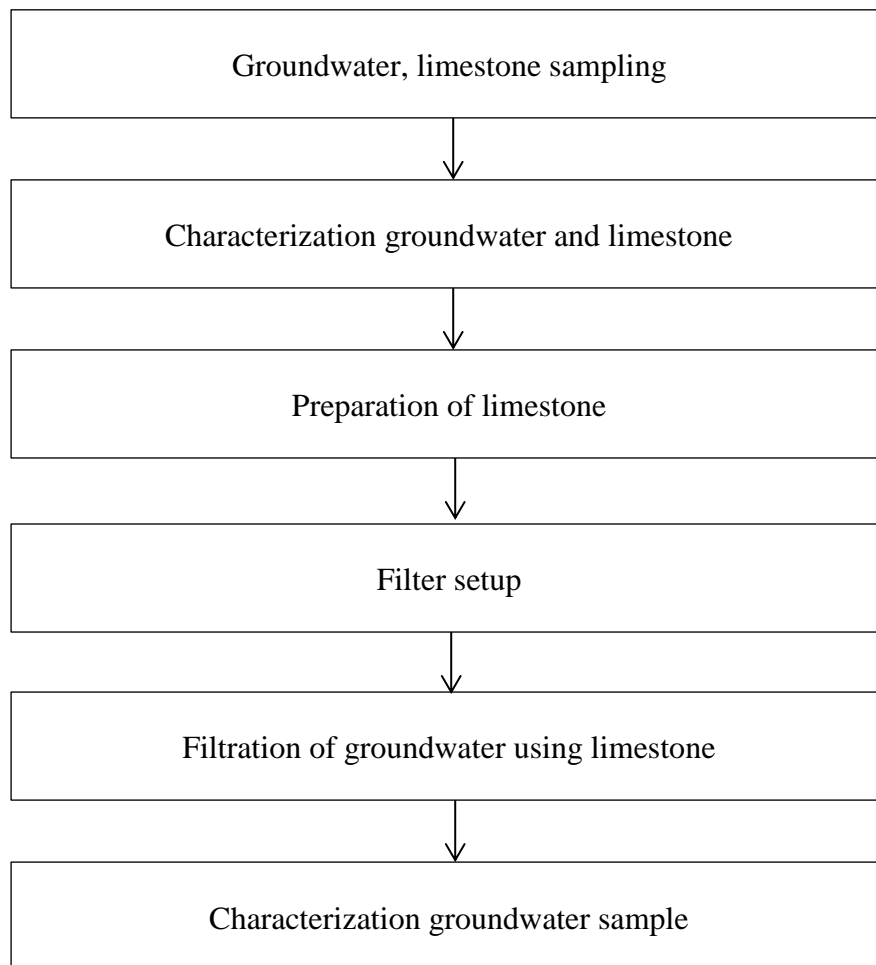 Groundwater, limestone sampling
Characterization groundwater and limestone
Preparation of limestone
Filter setup
Filtration of groundwater using limestone
Characterization groundwater sample